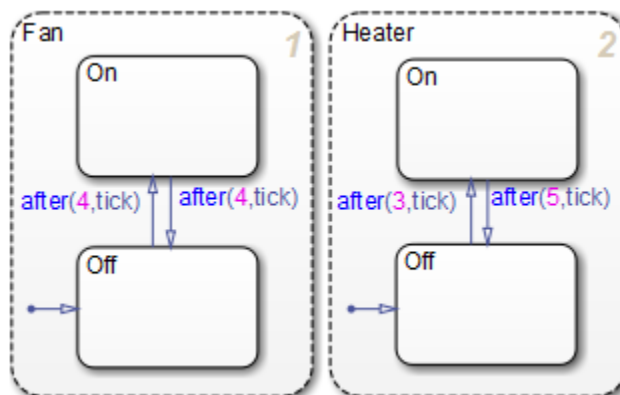 Fan
1
On
after(4,tick)
after(4,tick)
Off
Heater
2
On
after(3,tick)
after(5,tick)
Off